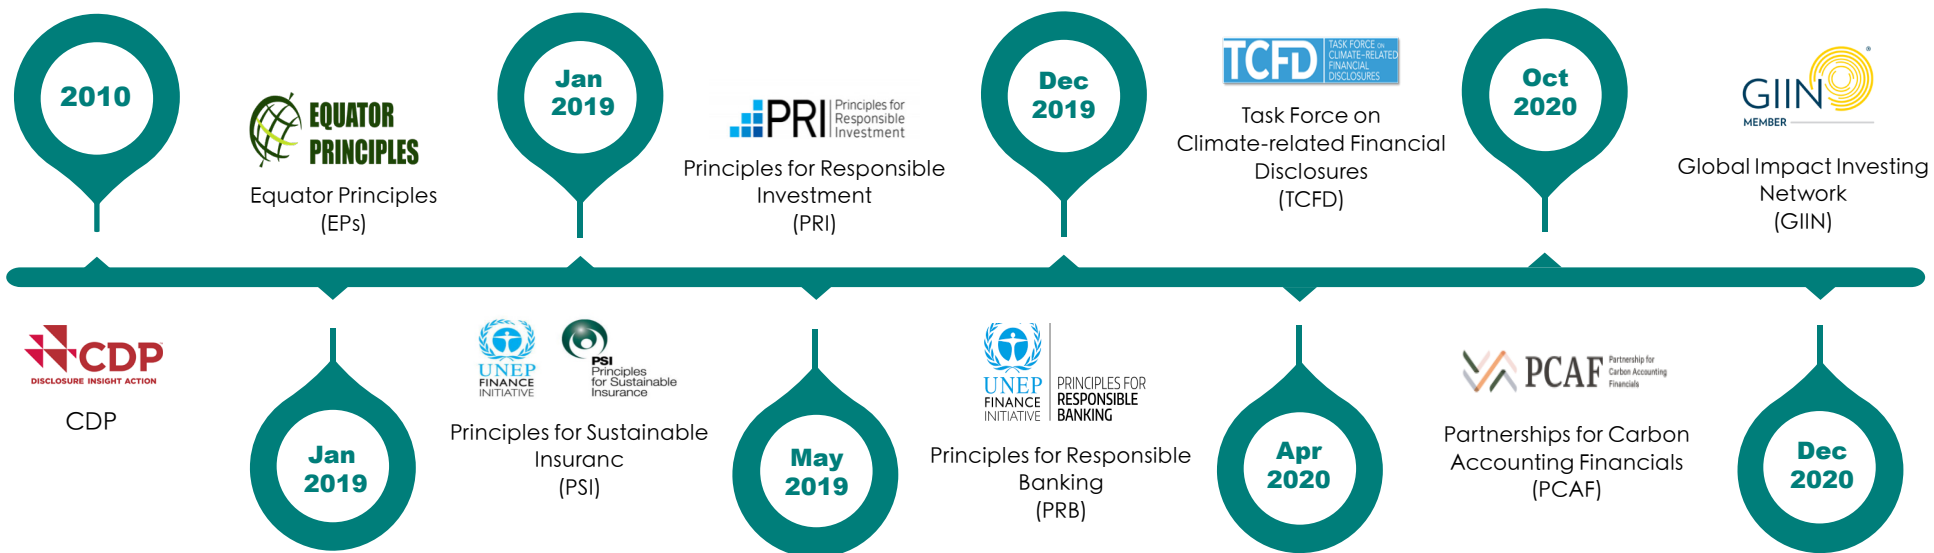 2010
CDP
DISCLOSURE INSIGHT ACTION
CDP
EQUATOR
PRINCIPLES
Equator Principles
(EPs)
Jan
2019
Jan
2019
UNEP
FINANCE
INITIATIVE
PSI
Principles
for Sustainable
Insurance
Principles for Sustainable
Insuranc
(PSI)
PRI
Principles for
Responsible
Investment
Principles for Responsible
Investment
(PRI)
May
2019
Dec
2019
UNEP
FINANCE
INITIATIVE
PRINCIPLES FOR
RESPONSIBLE
BANKING
Principles for Responsible
Banking
(PRB)
TCFD
TASK FORCE ON
CLIMATE-RELATED
FINANCIAL
DISCLOSURES
Task Force on
Climate-related Financial
Disclosures
(TCFD)
Apr
2020
Oct
2020
PCAF
Partnership for
Carbon Accounting
Financials
Partnerships for Carbon
Accounting Financials
(PCAF)
GIIN
®
MEMBER
Global Impact Investing
Network
(GIIN)
Dec
2020